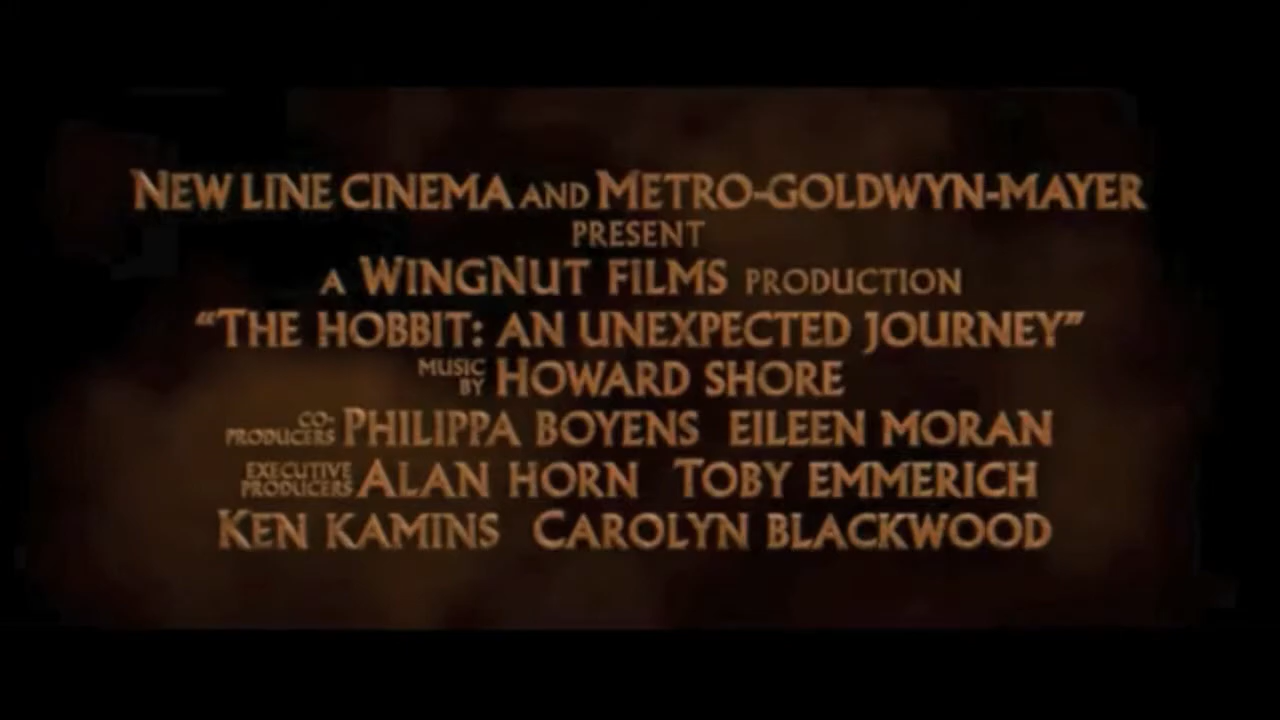 NEW LINE CINEMA AND METRO-GOLDWYN-MAYER
PRESENT
A WINGNUT FILMS PRODUCTION
“THE HOBBIT: AN UNEXPECTED JOURNEY”
MUSIC BY HOWARD SHORE
CO-PRODUCERS PHILIPPA BOYENS EILEEN MORAN
EXECUTIVE PRODUCERS ALAN HORN TOBY EMMERICH
KEN KAMINS CAROLYN BLACKWOOD